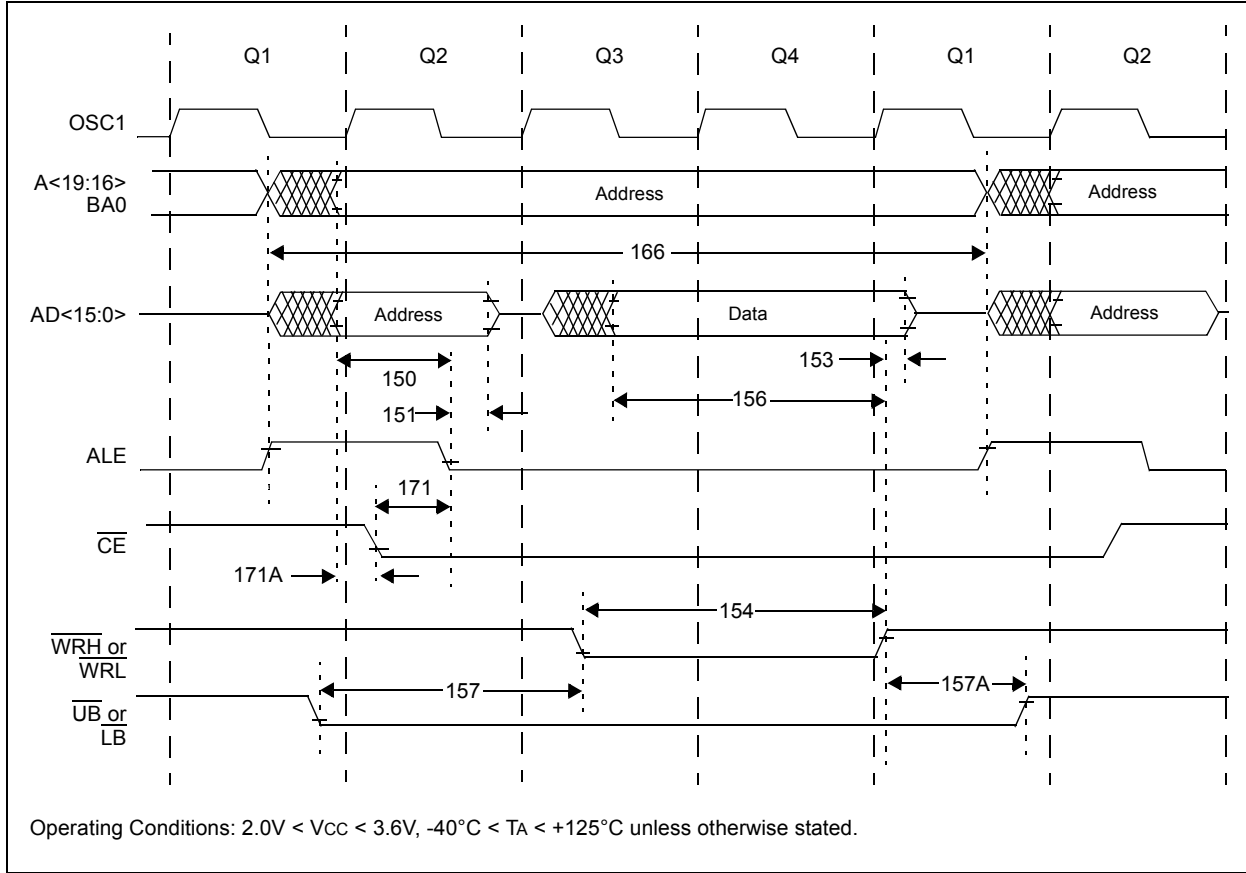 Q1 Q2 Q3 Q4 Q1 Q2
OSC1
A<19:16>
BA0
Address Address
166
AD<15:0>
Address Data Address
150
153
151
156
ALE
171
CE
171A
154
WRH or
WRL
157
157A
UB or
LB
Operating Conditions: 2.0V < VCC < 3.6V, -40°C < TA < +125°C unless otherwise stated.